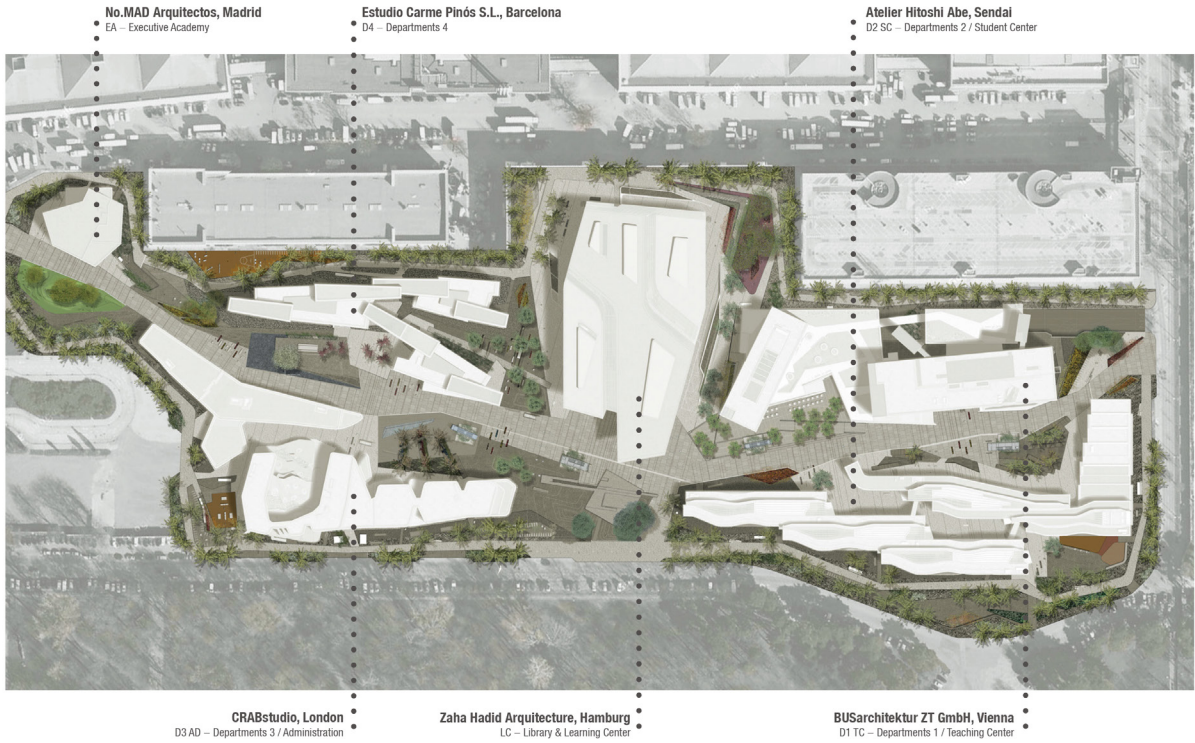 No.MAD Arquitectos, Madrid
EA – Executive Academy
Estudio Carme Pinós S.L., Barcelona
D4 – Departments 4
Atelier Hitoshi Abe, Sendai
D2 SC – Departments 2 / Student Center
CRABstudio, London
D3 AD – Departments 3 / Administration
Zaha Hadid Arquitecture, Hamburg
LC – Library & Learning Center
BUSarchitektur ZT GmbH, Vienna
D1 TC – Departments 1 / Teaching Center